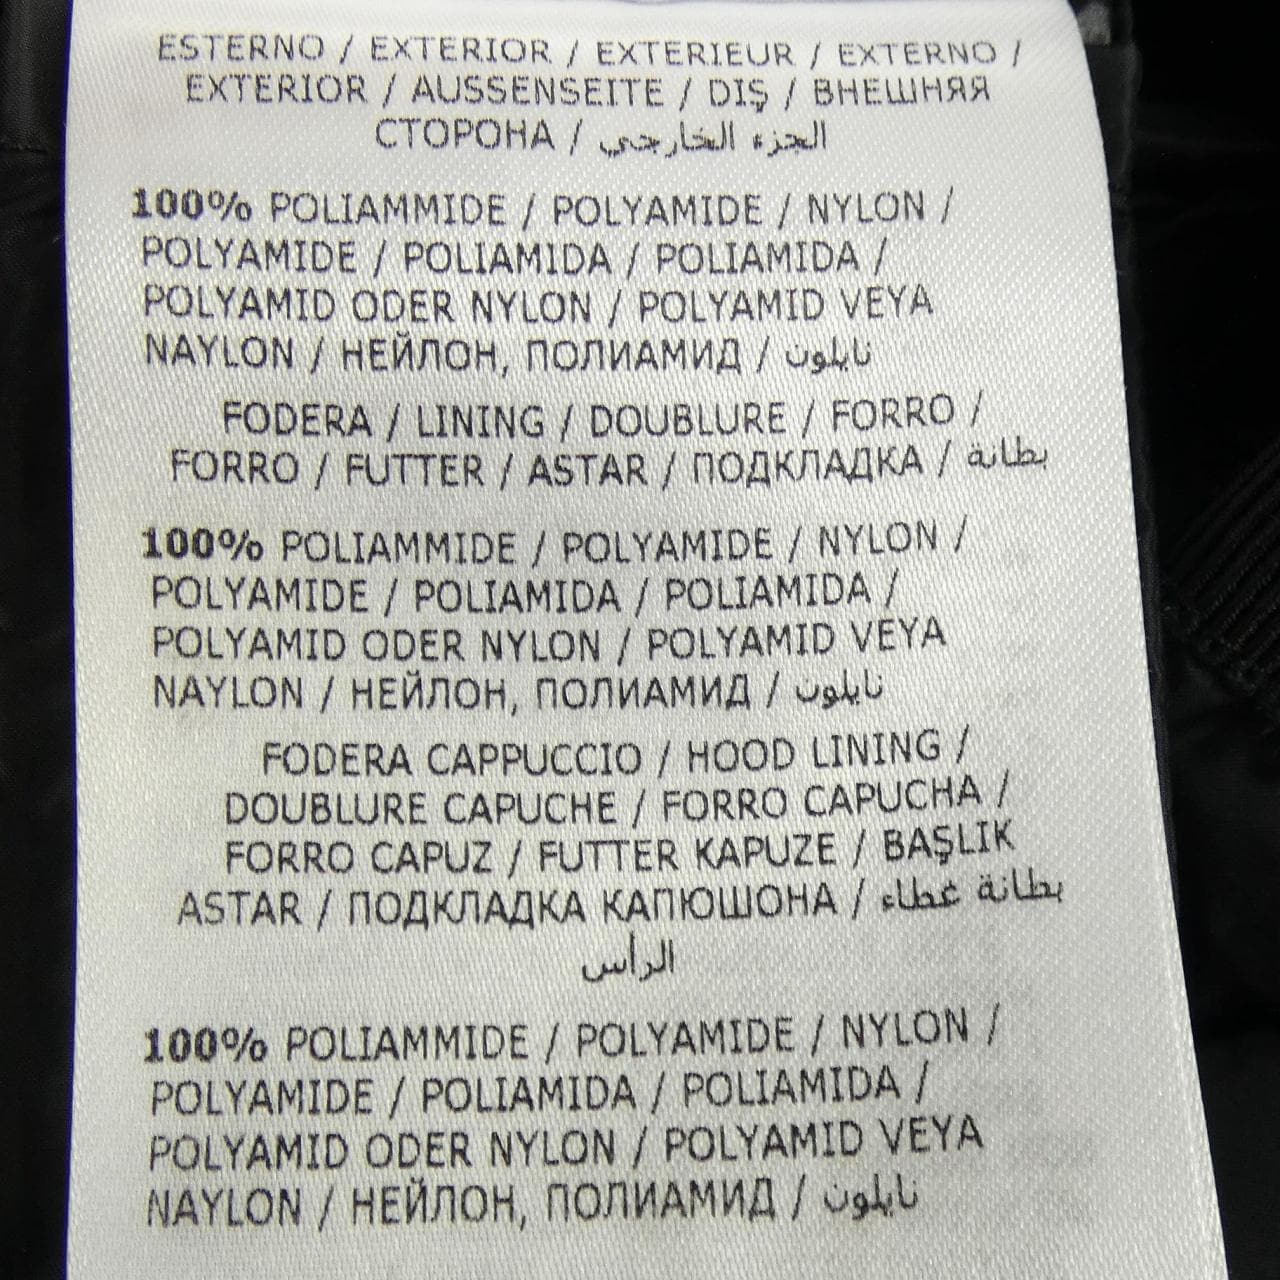 ESTERNO / EXTERIOR / EXTERIEUR / EXTERNO /
EXTERIOR / AUSSENSEITE / DIŞ / ВНЕШНЯЯ
СТОРОНА / الجزء الخارجي
100% POLIAMMIDE / POLYAMIDE / NYLON /
POLYAMIDE / POLIAMIDA / POLIAMIDA /
POLYAMID ODER NYLON / POLYAMID VEYA
NAYLON / НЕЙЛОН, ПОЛИАМИД / نايلون
FODERA / LINING / DOUBLURE / FORRO /
FORRO / FUTTER / ASTAR / ПОДКЛАДКА / بطانة
100% POLIAMMIDE / POLYAMIDE / NYLON /
POLYAMIDE / POLIAMIDA / POLIAMIDA /
POLYAMID ODER NYLON / POLYAMID VEYA
NAYLON / НЕЙЛОН, ПОЛИАМИД / نايلون
FODERA CAPPUCCIO / HOOD LINING /
DOUBLURE CAPUCHE / FORRO CAPUCHA /
FORRO CAPUZ / FUTTER KAPUZE / BAŞLIK
ASTAR / ПОДКЛАДКА КАПЮШОНА / بطانة غطاء
الرأس
100% POLIAMMIDE / POLYAMIDE / NYLON /
POLYAMIDE / POLIAMIDA / POLIAMIDA /
POLYAMID ODER NYLON / POLYAMID VEYA
NAYLON / НЕЙЛОН, ПОЛИАМИД / نايلون